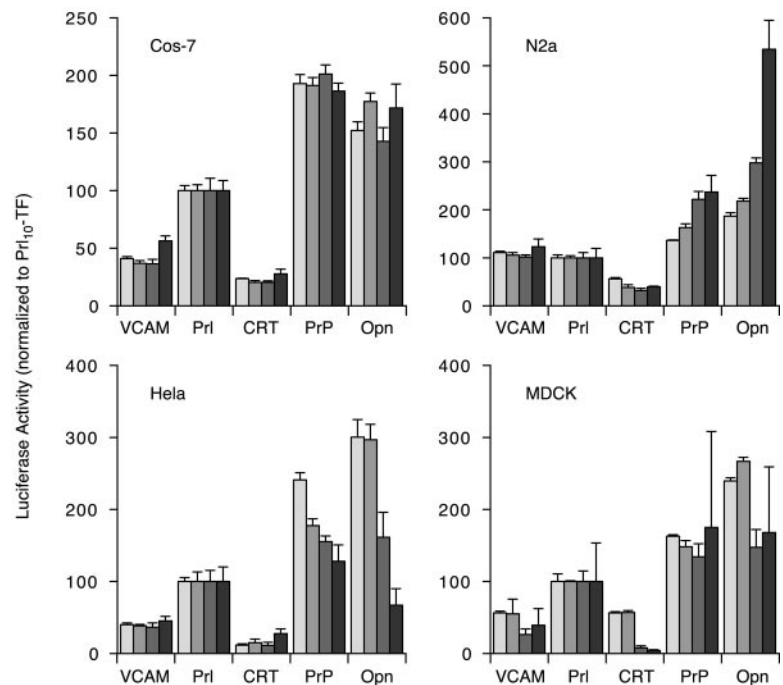 Luciferase Activity (normalized to Prl10-TF)
250
200
150
100
50
0
Cos-7
VCAM Prl CRT PrP Opn
600
500
400
300
200
100
0
N2a
VCAM Prl CRT PrP Opn
400
300
200
100
0
Hela
VCAM Prl CRT PrP Opn
400
300
200
100
0
MDCK
VCAM Prl CRT PrP Opn